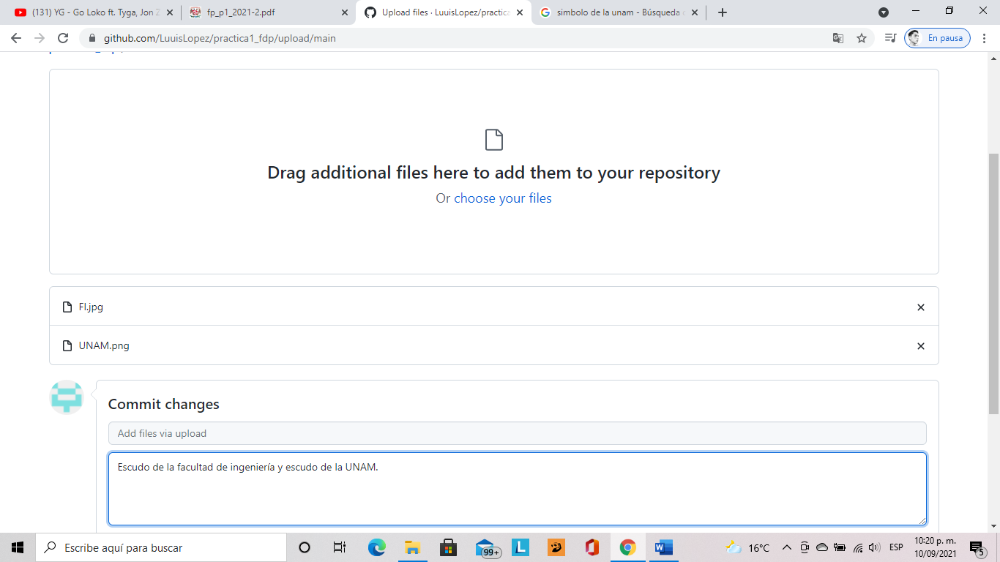 (131) YG - Go Loko ft. Tyga, Jon Z
fp_p1_2021-2.pdf
Upload files · LuuisLopez/practica
simbolo de la unam - Búsqueda
github.com/LuuisLopez/practica1_fdp/upload/main
En pausa
Drag additional files here to add them to your repository
Or choose your files
FI.jpg
UNAM.png
Commit changes
Add files via upload
Escudo de la facultad de ingeniería y escudo de la UNAM.
Escribe aquí para buscar
99+
L
16°C
ESP
10:20 p. m.
10/09/2021
5